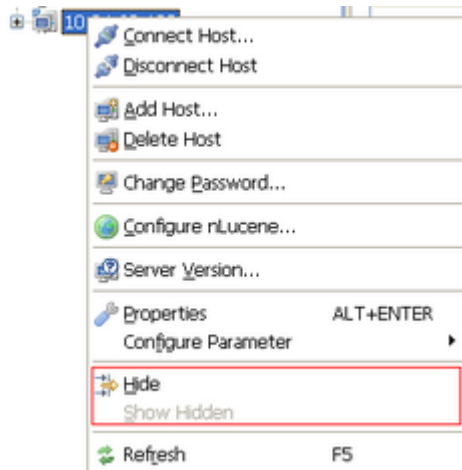 10
Connect Host...
Disconnect Host
Add Host...
Delete Host
Change Password...
Configure nLucene...
Server Version...
Properties ALT+ENTER
Configure Parameter
Hide
Show Hidden
Refresh F5